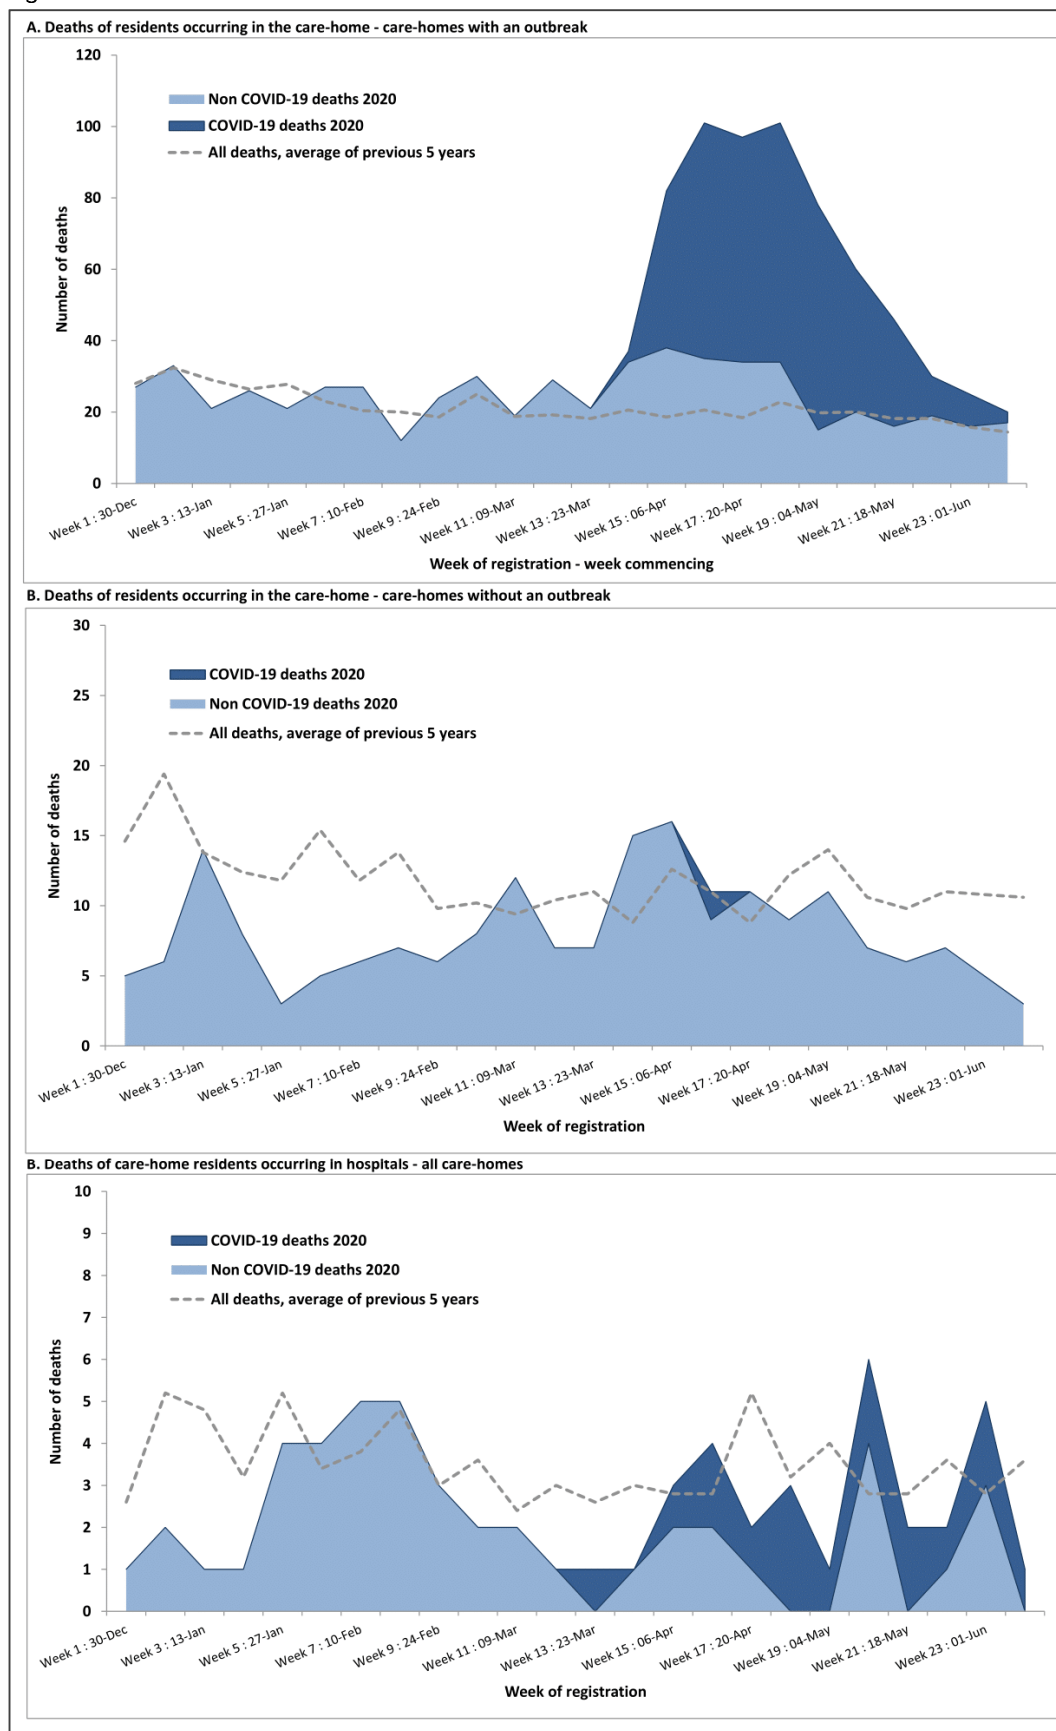 A. Deaths of residents occurring in the care-home - care-homes with an outbreak
120
100
80
60
40
20
0
Number of deaths
Non COVID-19 deaths 2020
COVID-19 deaths 2020
All deaths, average of previous 5 years
Week 1 : 30-Dec
Week 3 : 13-Jan
Week 5 : 27-Jan
Week 7 : 10-Feb
Week 9 : 24-Feb
Week 11 : 09-Mar
Week 13 : 23-Mar
Week 15 : 06-Apr
Week 17 : 20-Apr
Week 19 : 04-May
Week 21 : 18-May
Week 23 : 01-Jun
Week of registration - week commencing
B. Deaths of residents occurring in the care-home - care-homes without an outbreak
30
25
20
15
10
5
0
Number of deaths
COVID-19 deaths 2020
Non COVID-19 deaths 2020
All deaths, average of previous 5 years
Week 1 : 30-Dec
Week 3 : 13-Jan
Week 5 : 27-Jan
Week 7 : 10-Feb
Week 9 : 24-Feb
Week 11 : 09-Mar
Week 13 : 23-Mar
Week 15 : 06-Apr
Week 17 : 20-Apr
Week 19 : 04-May
Week 21 : 18-May
Week 23 : 01-Jun
Week of registration
B. Deaths of care-home residents occurring in hospitals - all care-homes
10
9
8
7
6
5
4
3
2
1
0
Number of deaths
COVID-19 deaths 2020
Non COVID-19 deaths 2020
All deaths, average of previous 5 years
Week 1 : 30-Dec
Week 3 : 13-Jan
Week 5 : 27-Jan
Week 7 : 10-Feb
Week 9 : 24-Feb
Week 11 : 09-Mar
Week 13 : 23-Mar
Week 15 : 06-Apr
Week 17 : 20-Apr
Week 19 : 04-May
Week 21 : 18-May
Week 23 : 01-Jun
Week of registration